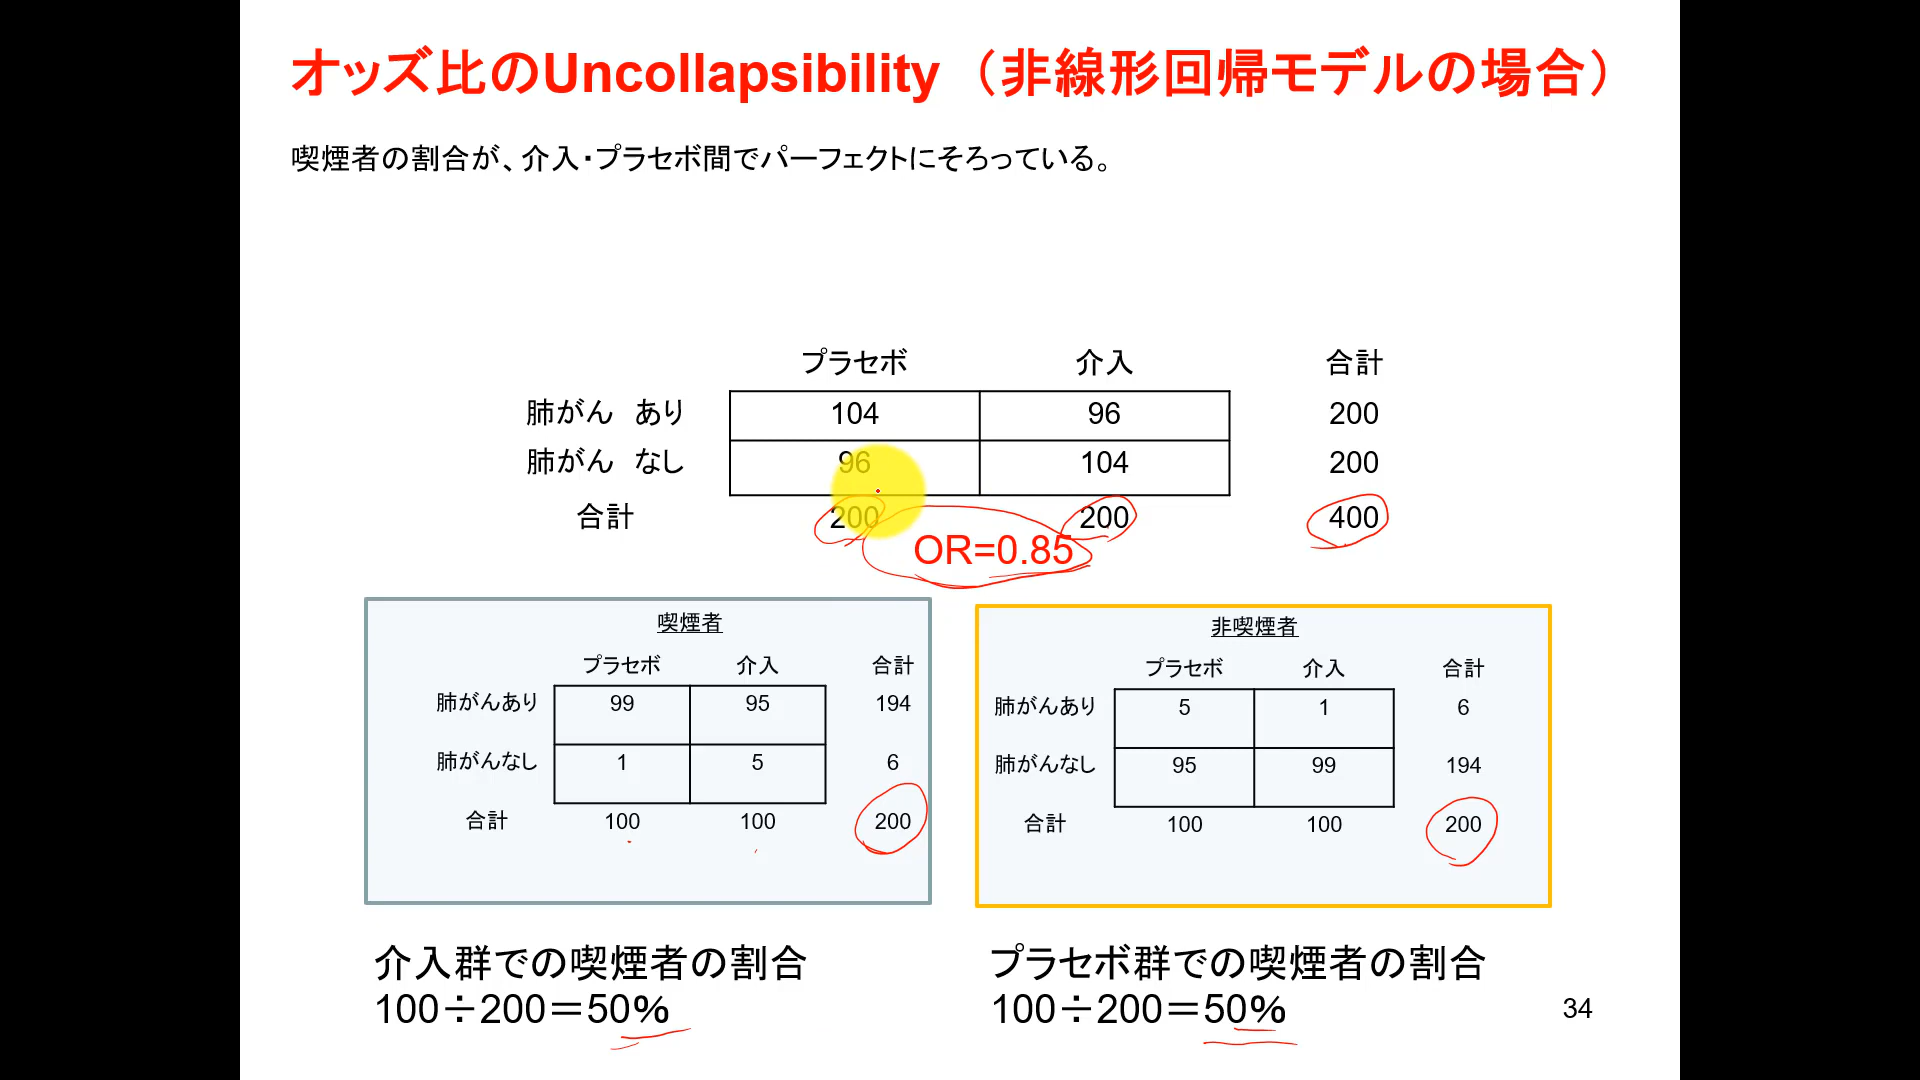 オッズ比のUncollapsibility （非線形回帰モデルの場合）
喫煙者の割合が、介入・プラセボ間でパーフェクトにそろっている。
プラセボ 介入 合計
肺がん あり 104 96 200
肺がん なし 96 104 200
合計 200 200 400
OR=0.85
喫煙者
プラセボ 介入 合計
肺がんあり 99 95 194
肺がんなし 1 5 6
合計 100 100 200
非喫煙者
プラセボ 介入 合計
肺がんあり 5 1 6
肺がんなし 95 99 194
合計 100 100 200
介入群での喫煙者の割合
100÷200＝50%
プラセボ群での喫煙者の割合
100÷200＝50%
34